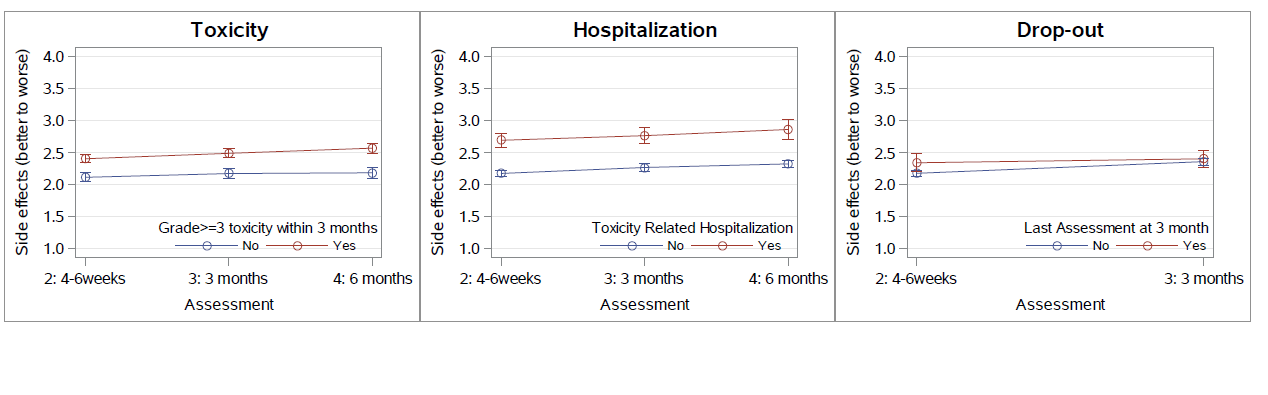 Toxicity
Side effects (better to worse)
4.0
3.5
3.0
2.5
2.0
1.5
1.0
Grade>=3 toxicity within 3 months
No Yes
2: 4-6weeks 3: 3 months 4: 6 months
Assessment
Hospitalization
Side effects (better to worse)
4.0
3.5
3.0
2.5
2.0
1.5
1.0
Toxicity Related Hospitalization
No Yes
2: 4-6weeks 3: 3 months 4: 6 months
Assessment
Drop-out
Side effects (better to worse)
4.0
3.5
3.0
2.5
2.0
1.5
1.0
Last Assessment at 3 month
No Yes
2: 4-6weeks 3: 3 months
Assessment